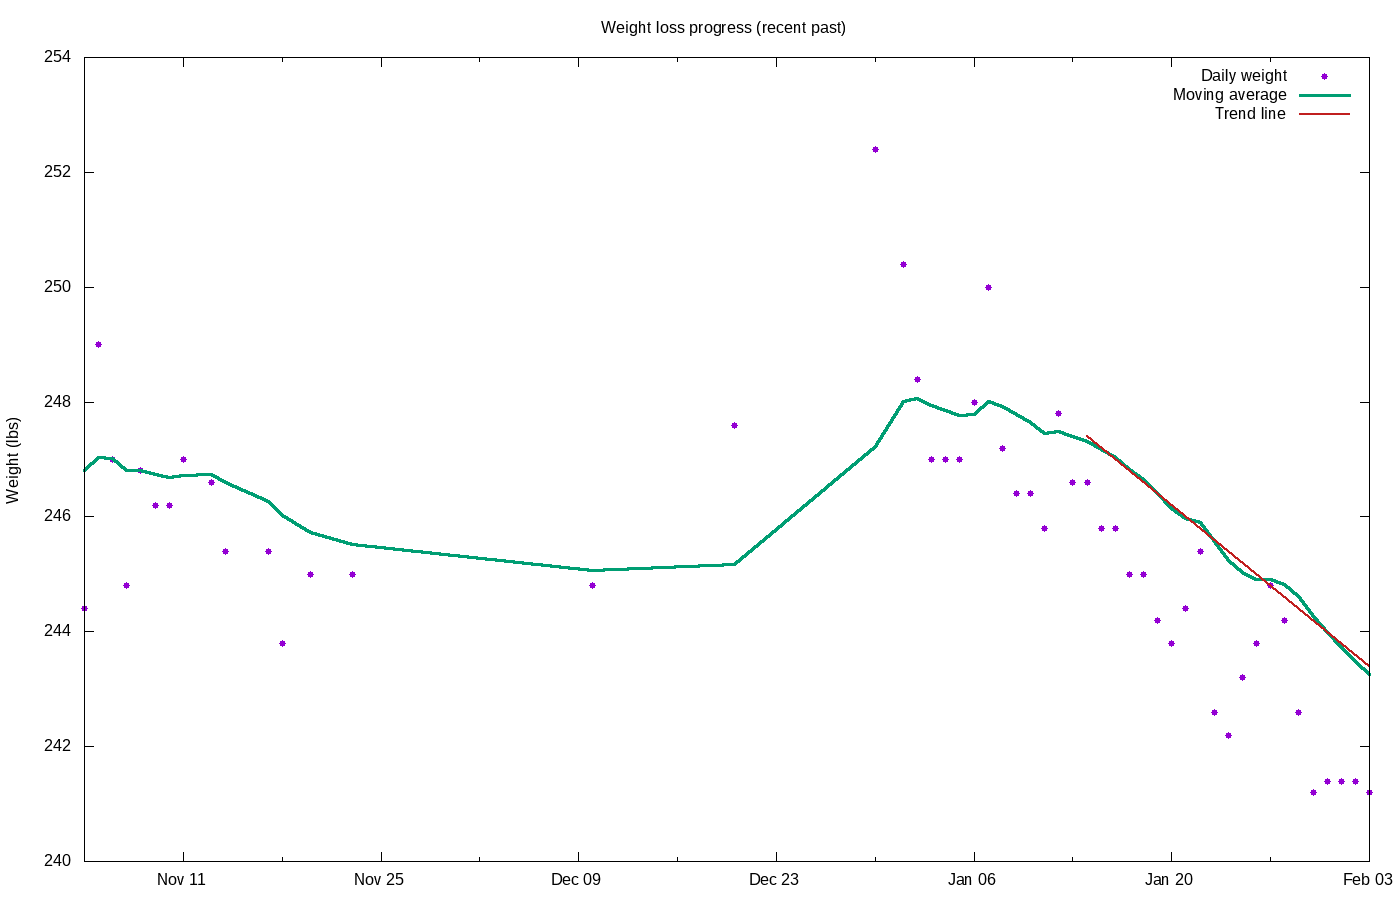 Weight loss progress (recent past)
254
252
250
248
246
244
242
240
Weight (lbs)
Daily weight
Moving average
Trend line
Nov 11
Nov 25
Dec 09
Dec 23
Jan 06
Jan 20
Feb 03